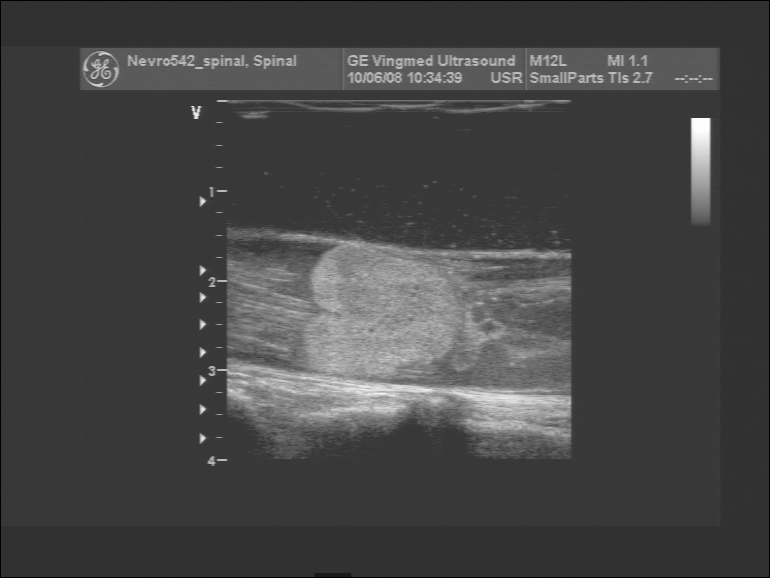 GE
Nevro542_spinal, Spinal
GE Vingmed Ultrasound
10/06/08 10:34:39 USR
M12L MI 1.1
SmallParts TIs 2.7 --:--:--
V
1
2
3
4